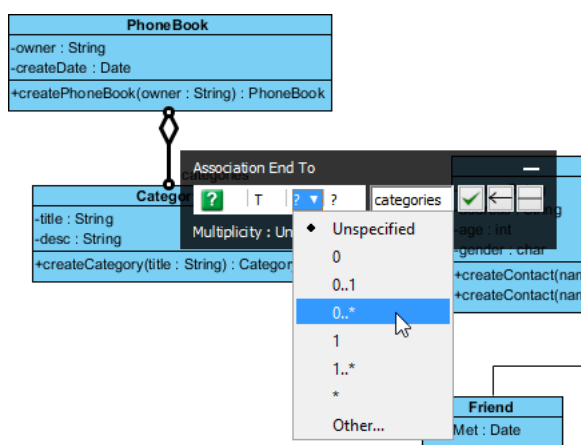 PhoneBook
-owner : String
-createDate : Date
+createPhoneBook(owner : String) : PhoneBook
Association End To
categories
T ? ? categories
Multiplicity : Un
Categor
-title : String
-desc : String
+createCategory(title : String) : Categor
Unspecified
0
0..1
0..*
1
1..*
*
Other...
-age : int
-gender : char
+createContact(nam
+createContact(nam
Friend
Met : Date